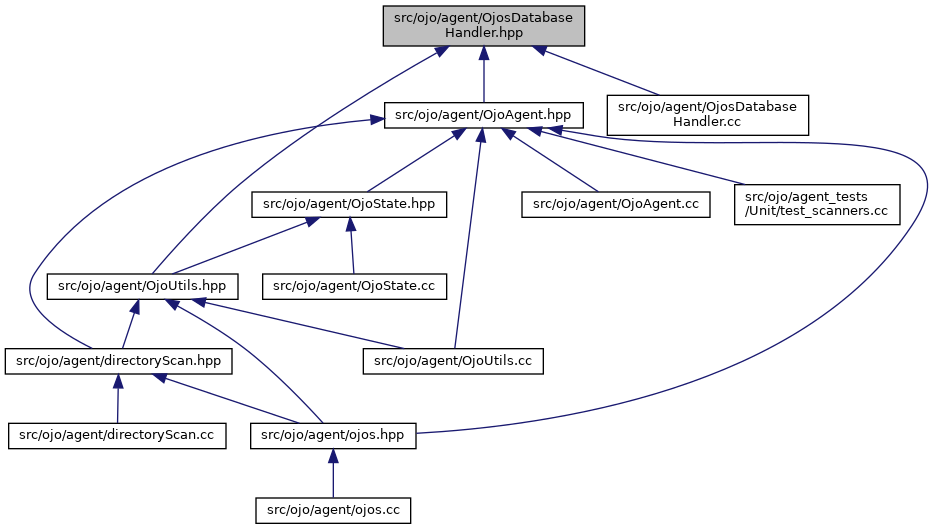 src/ojo/agent/OjosDatabase
Handler.hpp
src/ojo/agent/OjoAgent.hpp
src/ojo/agent/OjosDatabase
Handler.cc
src/ojo/agent/OjoState.hpp
src/ojo/agent/OjoAgent.cc
src/ojo/agent_tests
/Unit/test_scanners.cc
src/ojo/agent/OjoUtils.hpp
src/ojo/agent/OjoState.cc
src/ojo/agent/directoryScan.hpp
src/ojo/agent/OjoUtils.cc
src/ojo/agent/directoryScan.cc
src/ojo/agent/ojos.hpp
src/ojo/agent/ojos.cc